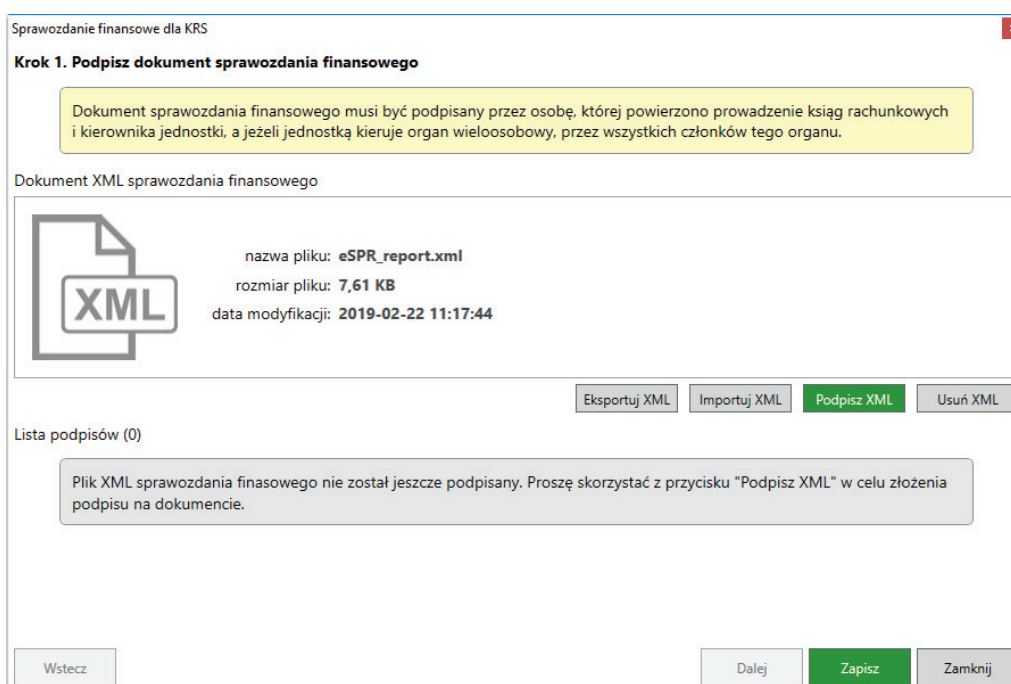 Sprawozdanie finansowe dla KRS
Krok 1. Podpisz dokument sprawozdania finansowego
Dokument sprawozdania finansowego musi być podpisany przez osobę, której powierzono prowadzenie ksiąg rachunkowych
i kierownika jednostki, a jeżeli jednostką kieruje organ wieloosobowy, przez wszystkich członków tego organu.
Dokument XML sprawozdania finansowego
XML
nazwa pliku: eSPR_report.xml
rozmiar pliku: 7,61 KB
data modyfikacji: 2019-02-22 11:17:44
Eksportuj XML Importuj XML Podpisz XML Usuń XML
Lista podpisów (0)
Plik XML sprawozdania finasowego nie został jeszcze podpisany. Proszę skorzystać z przycisku "Podpisz XML" w celu złożenia
podpisu na dokumencie.
Wstecz Dalej Zapisz Zamknij